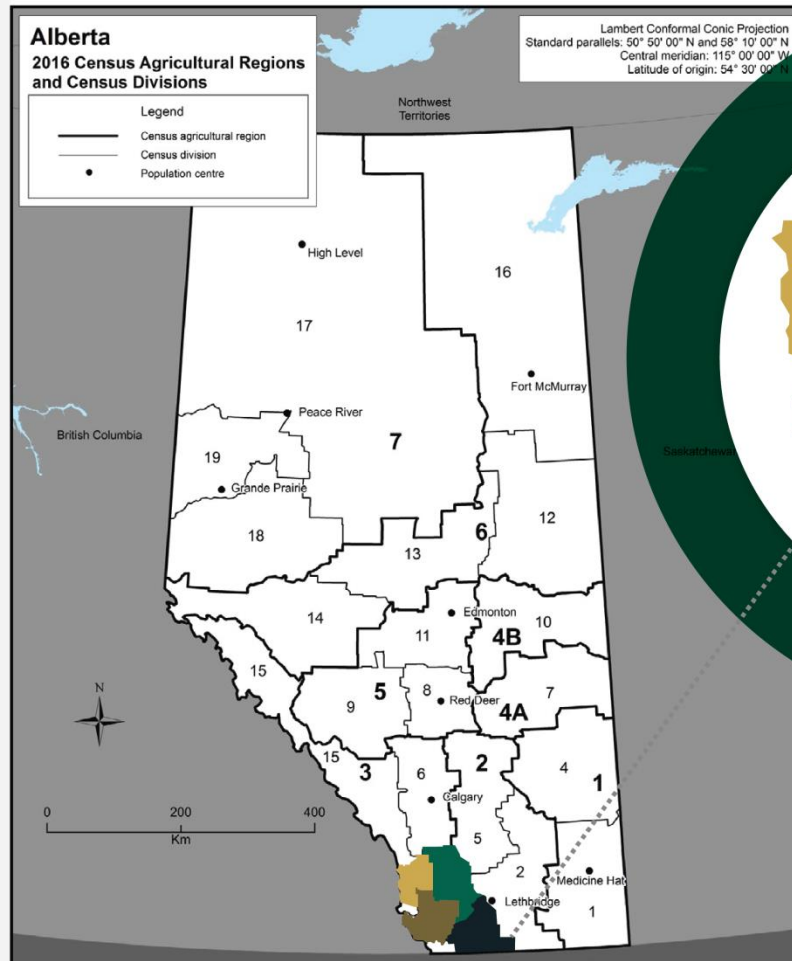 Alberta
2016 Census Agricultural Regions
and Census Divisions
Legend
Census agricultural region
Census division
Population centre
Lambert Conformal Conic Projection
Standard parallels: 50° 50' 00" N and 58° 10' 00" N
Central meridian: 115° 00' 00" W
Latitude of origin: 54° 30' 00" N
Northwest
Territories
High Level
16
17
Fort McMurray
Peace River
British Columbia
7
Saskatchewan
19
Grande Prairie
12
6
18
13
Edmonton
14
10
11
4B
15
8
7
5
Red Deer
9
4A
N
15
3
6
2
4
1
Calgary
0
200
400
Km
5
2
Medicine Hat
Lethbridge
1